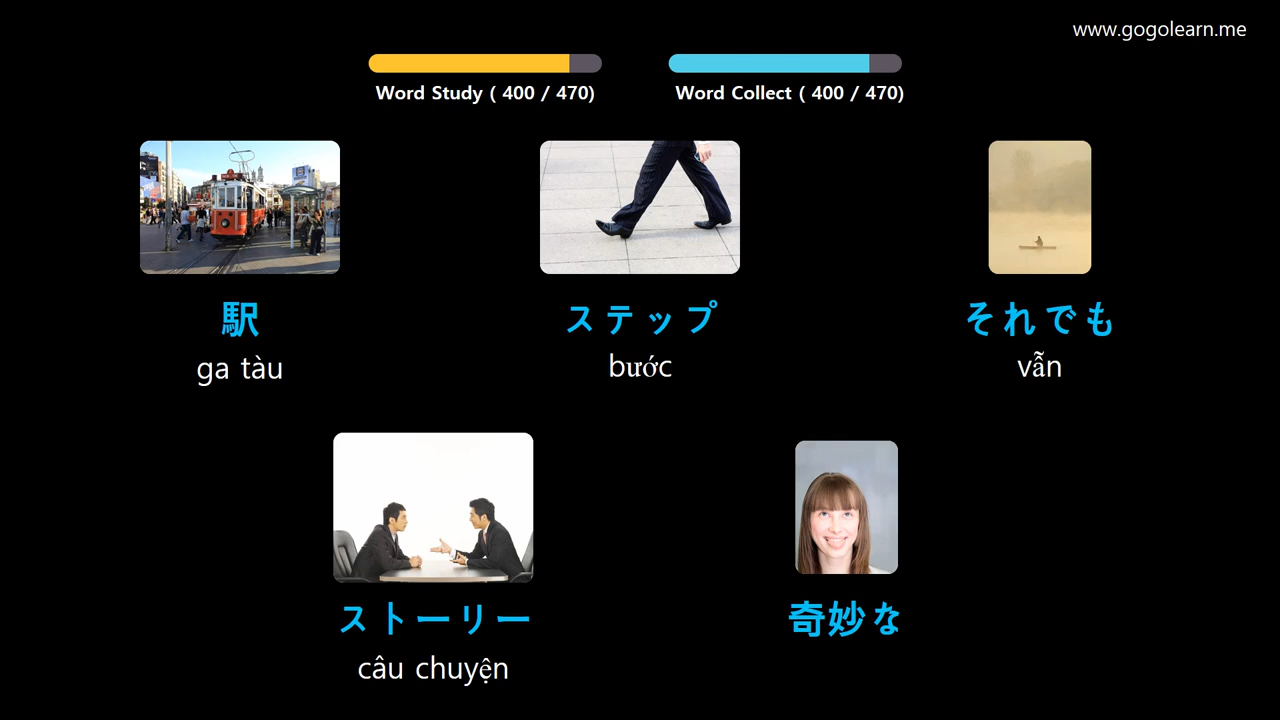 www.gogolearn.me
Word Study ( 400 / 470)
Word Collect ( 400 / 470)
駅
ga tàu
ステップ
bước
それでも
vẫn
ストーリー
câu chuyện
奇妙な